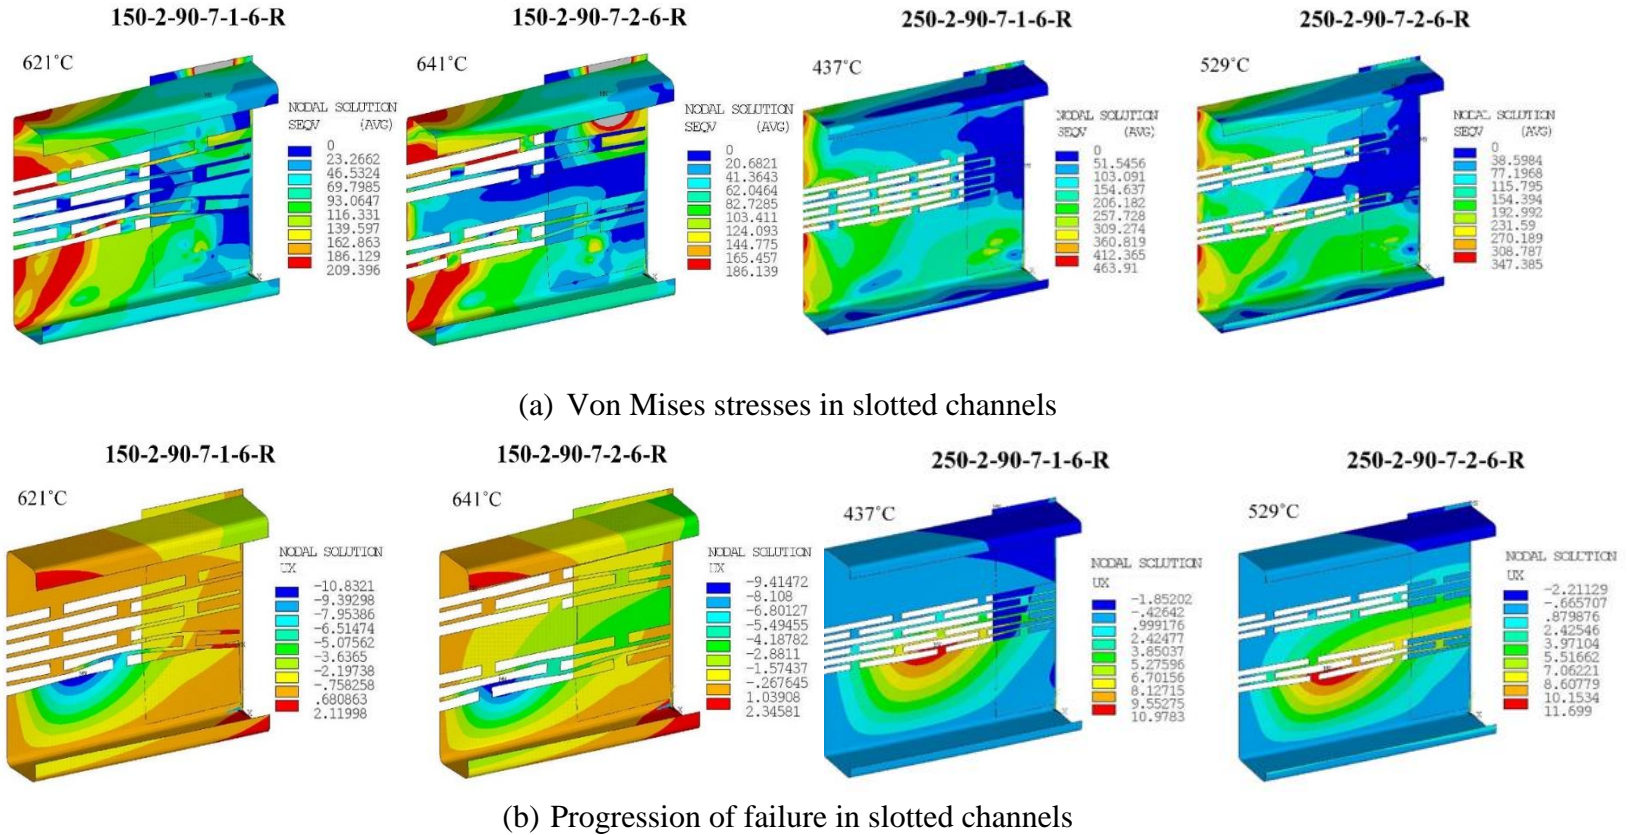 150-2-90-7-1-6-R
150-2-90-7-2-6-R
250-2-90-7-1-6-R
250-2-90-7-2-6-R
621˚C
NODAL SOLUTION
SEQV (AVG)
0
23.2662
46.5324
69.7985
93.0647
116.331
139.597
162.863
186.129
209.396
641˚C
NODAL SOLUTION
SEQV (AVG)
0
20.6821
41.3643
62.0464
82.7285
103.411
124.093
144.775
165.457
186.139
437˚C
NODAL SOLUTION
SEQV (AVG)
0
51.5456
103.091
154.637
206.182
257.728
309.274
360.819
412.365
463.91
529˚C
NODAL SOLUTION
SEQV (AVG)
0
38.5984
77.1968
115.795
154.394
192.992
231.59
270.189
308.787
347.385
(a) Von Mises stresses in slotted channels
150-2-90-7-1-6-R
150-2-90-7-2-6-R
250-2-90-7-1-6-R
250-2-90-7-2-6-R
621˚C
NODAL SOLUTION
UX
-10.8321
-9.39298
-7.95386
-6.51474
-5.07562
-3.6365
-2.19738
-.758258
.680863
2.11998
641˚C
NODAL SOLUTION
UX
-9.41472
-8.108
-6.80127
-5.49455
-4.18782
-2.8811
-1.57437
-.267645
1.03908
2.34581
437˚C
NODAL SOLUTION
UX
-1.85202
-.42642
.999176
2.42477
3.85037
5.27596
6.70156
8.12715
9.55275
10.9783
529˚C
NODAL SOLUTION
UX
-2.21129
-.665707
.879876
2.42546
3.97104
5.51662
7.06221
8.60779
10.1534
11.699
(b) Progression of failure in slotted channels